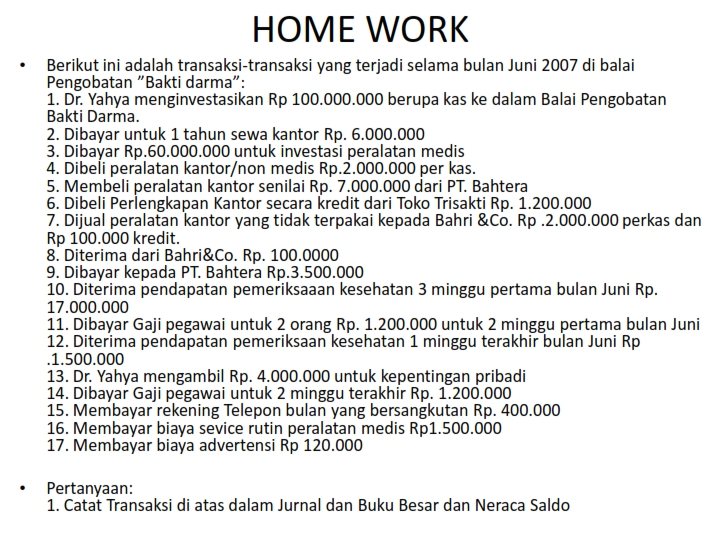 HOME WORK
• Berikut ini adalah transaksi-transaksi yang terjadi selama bulan Juni 2007 di balai
Pengobatan ”Bakti darma”:
1. Dr. Yahya menginvestasikan Rp 100.000.000 berupa kas ke dalam Balai Pengobatan
Bakti Darma.
2. Dibayar untuk 1 tahun sewa kantor Rp. 6.000.000
3. Dibayar Rp.60.000.000 untuk investasi peralatan medis
4. Dibeli peralatan kantor/non medis Rp.2.000.000 per kas.
5. Membeli peralatan kantor senilai Rp. 7.000.000 dari PT. Bahtera
6. Dibeli Perlengkapan Kantor secara kredit dari Toko Trisakti Rp. 1.200.000
7. Dijual peralatan kantor yang tidak terpakai kepada Bahri &Co. Rp .2.000.000 perkas dan
Rp 100.000 kredit.
8. Diterima dari Bahri&Co. Rp. 100.0000
9. Dibayar kepada PT. Bahtera Rp.3.500.000
10. Diterima pendapatan pemeriksaaan kesehatan 3 minggu pertama bulan Juni Rp.
17.000.000
11. Dibayar Gaji pegawai untuk 2 orang Rp. 1.200.000 untuk 2 minggu pertama bulan Juni
12. Diterima pendapatan pemeriksaan kesehatan 1 minggu terakhir bulan Juni Rp
.1.500.000
13. Dr. Yahya mengambil Rp. 4.000.000 untuk kepentingan pribadi
14. Dibayar Gaji pegawai untuk 2 minggu terakhir Rp. 1.200.000
15. Membayar rekening Telepon bulan yang bersangkutan Rp. 400.000
16. Membayar biaya sevice rutin peralatan medis Rp1.500.000
17. Membayar biaya advertensi Rp 120.000
• Pertanyaan:
1. Catat Transaksi di atas dalam Jurnal dan Buku Besar dan Neraca Saldo